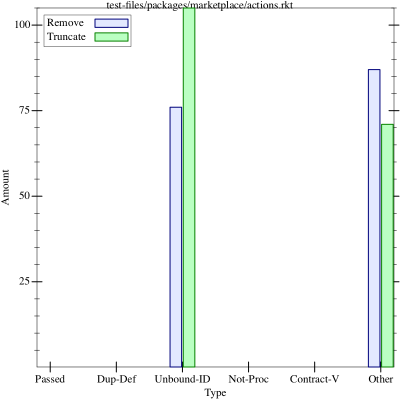 test-files/packages/marketplace/actions.rkt
Remove
Truncate
100
75
50
25
Amount
Passed Dup-Def Unbound-ID Not-Proc Contract-V Other
Type